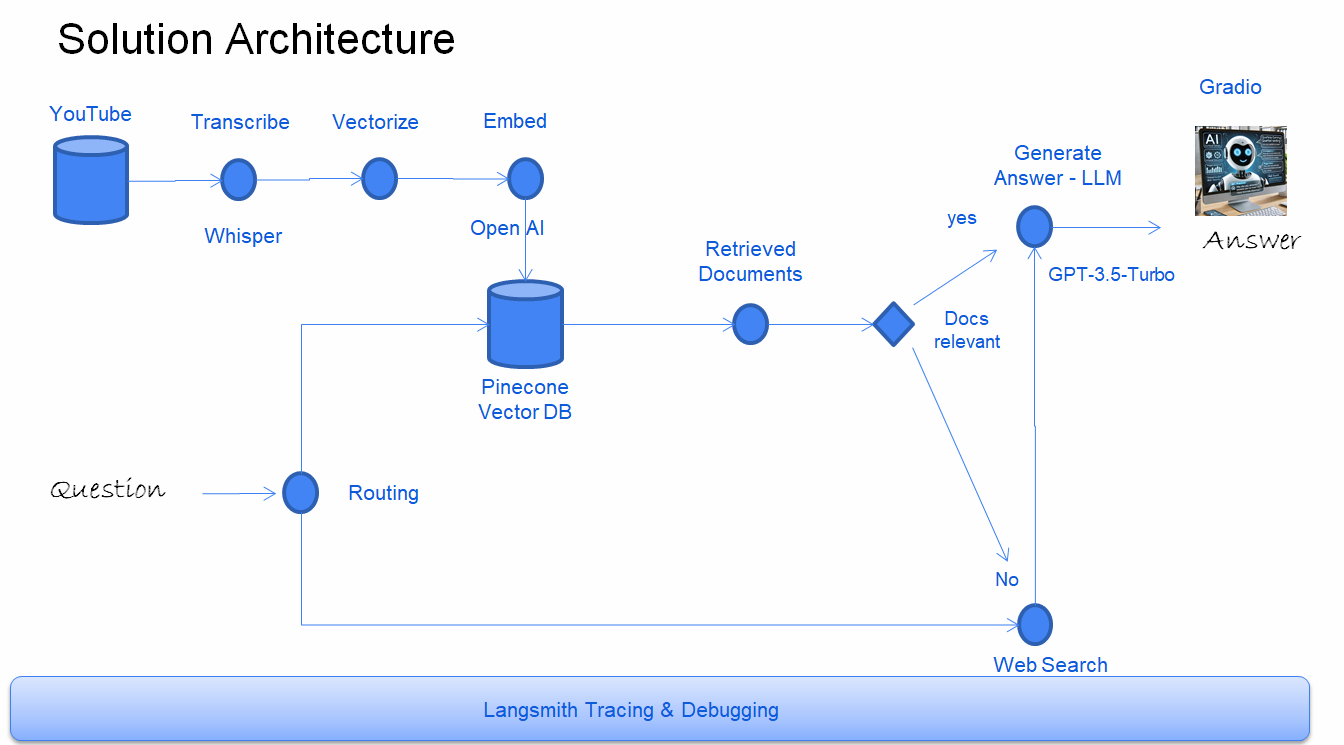 Solution Architecture
Gradio
YouTube
Transcribe
Vectorize
Embed
AI
Generate
Answer - LLM
yes
Whisper
Open AI
Answer
Retrieved
Documents
GPT-3.5-Turbo
Docs
relevant
Pinecone
Vector DB
Question
Routing
No
Web Search
Langsmith Tracing & Debugging